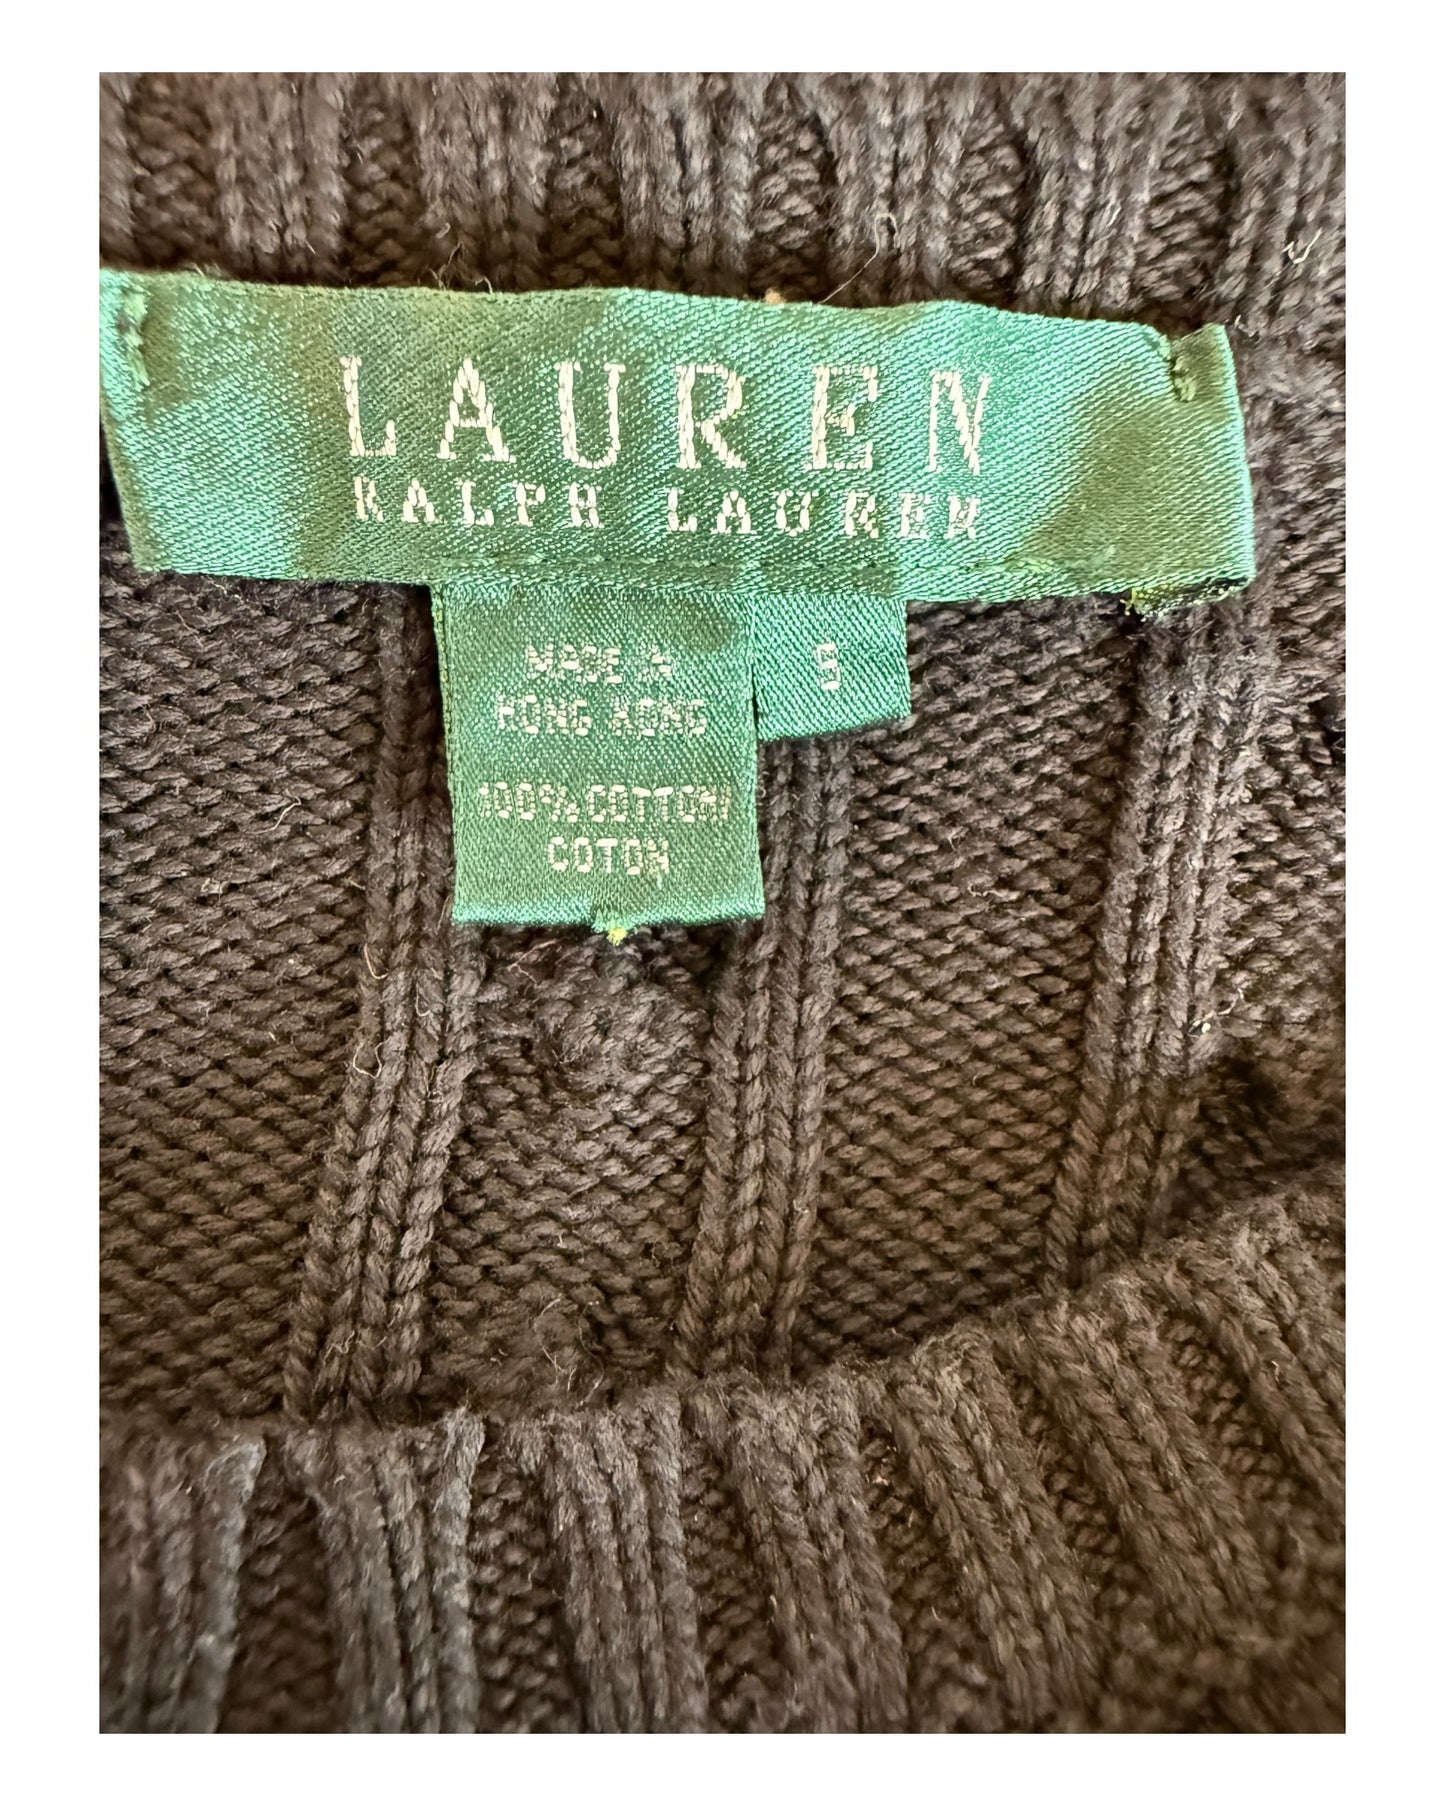 LAUREN
RALPH LAUREN
MADE IN
HONG KONG
S
100% COTTON/
COTON